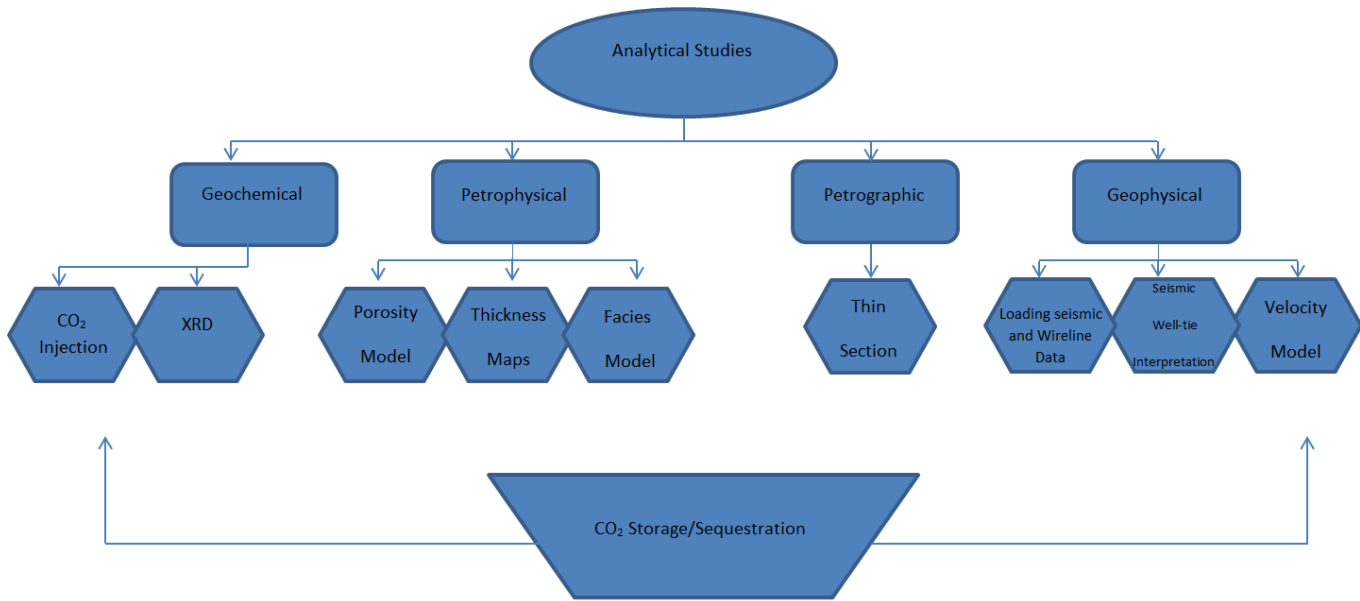 Analytical Studies
Geochemical
Petrophysical
Petrographic
Geophysical
CO₂
Injection
XRD
Porosity
Model
Thickness
Maps
Facies
Model
Thin
Section
Loading seismic
and Wireline
Data
Seismic
Well-tie
Interpretation
Velocity
Model
CO₂ Storage/Sequestration